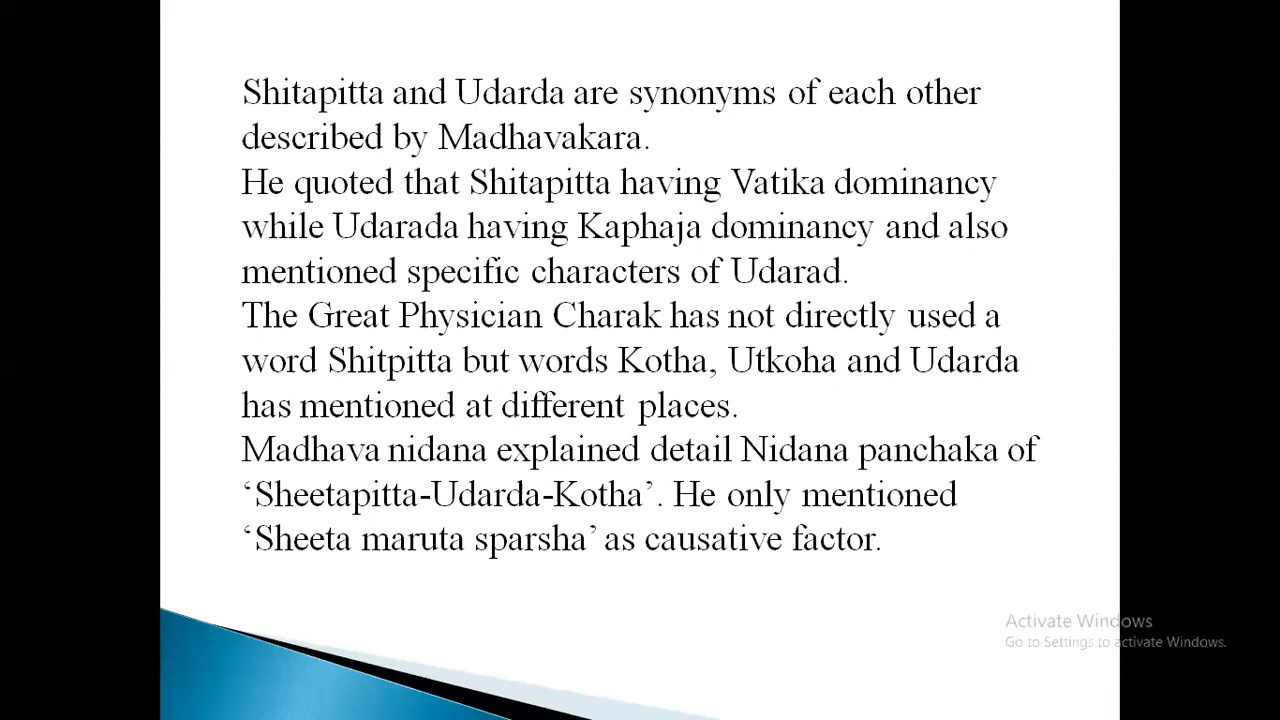 Shitapitta and Udarda are synonyms of each other
described by Madhavakara.
He quoted that Shitapitta having Vatika dominancy
while Udarada having Kaphaja dominancy and also
mentioned specific characters of Udarad.
The Great Physician Charak has not directly used a
word Shitpitta but words Kotha, Utkoha and Udarda
has mentioned at different places.
Madhava nidana explained detail Nidana panchaka of
‘Sheetapitta-Udarda-Kotha’. He only mentioned
‘Sheeta maruta sparsha’ as causative factor.
Activate Windows
Go to Settings to activate Windows.